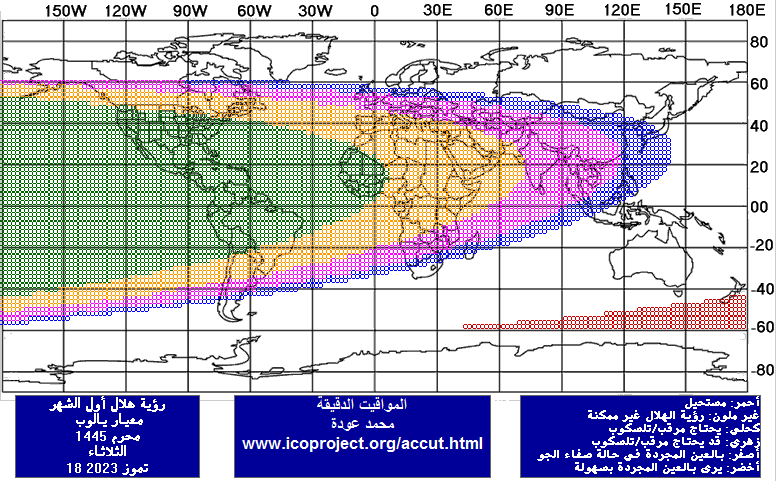 150W 120W 90W 60W 30W 0 30E 60E 90E 120E 150E 180E
80
60
40
20
00
-20
-40
-60
-80
رؤية هلال أول الشهر
معيار يالوب
محرم 1445
الثلاثاء
18 تموز 2023
المواقيت الدقيقة
محمد عودة
www.icoproject.org/accut.html
أحمر: مستحيل
غير ملون: رؤية الهلال غير ممكنة
كحلي: يحتاج مرقب/تلسكوب
زهري: قد يحتاج مرقب/تلسكوب
أصفر: بالعين المجردة في حالة صفاء الجو
أخضر: يرى بالعين المجردة بسهولة